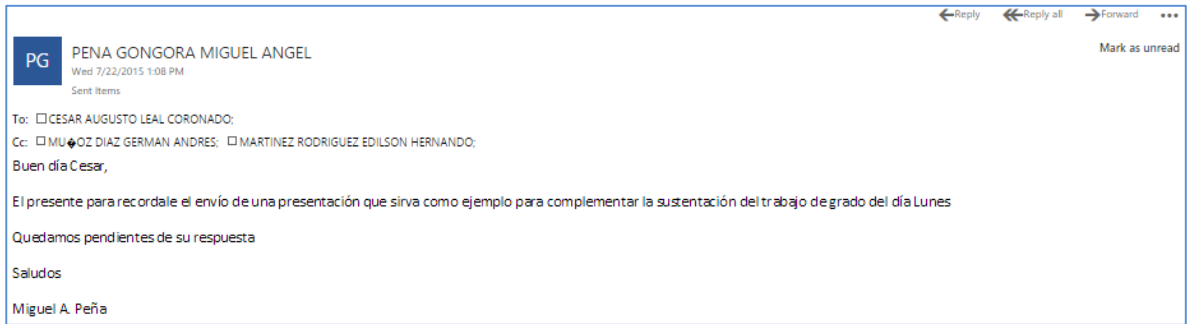 Reply Reply all Forward •••
PG PENA GONGORA MIGUEL ANGEL Mark as unread
Wed 7/22/2015 1:08 PM
Sent Items
To: CESAR AUGUSTO LEAL CORONADO;
Cc: MU�OZ DIAZ GERMAN ANDRES; MARTINEZ RODRIGUEZ EDILSON HERNANDO;
Buen día Cesar,
El presente para recordale el envío de una presentación que sirva como ejemplo para complementar la sustentación del trabajo de grado del día Lunes
Quedamos pendientes de su respuesta
Saludos
Miguel A. Peña